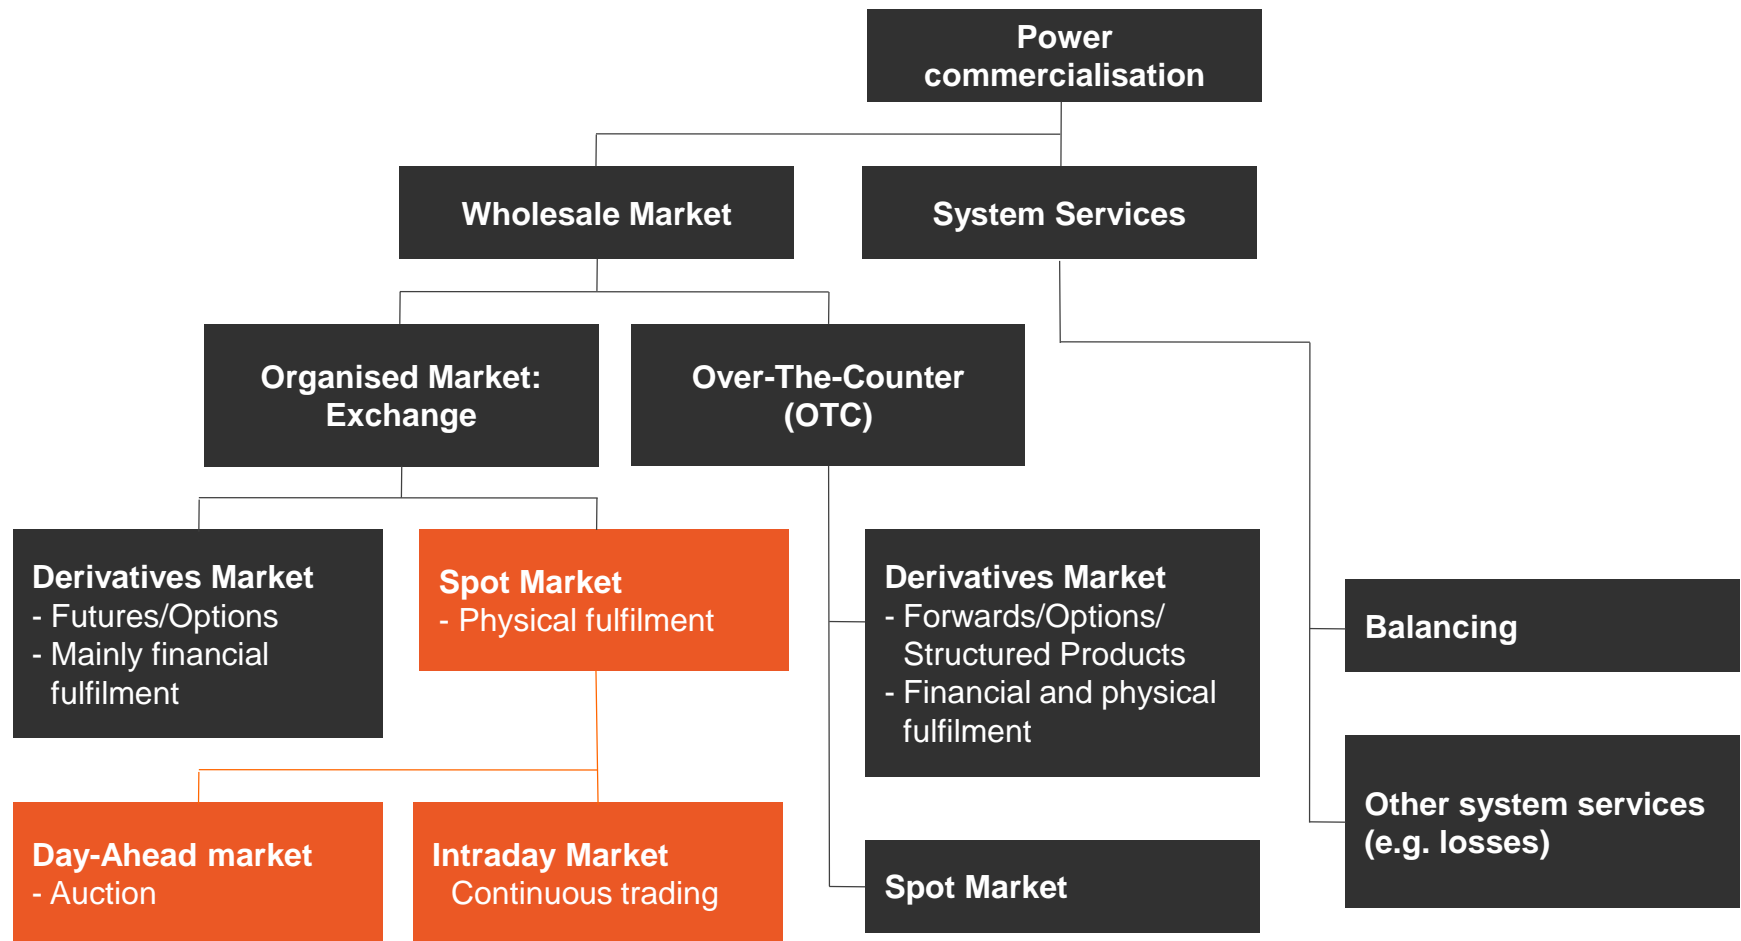 Power
commercialisation
Wholesale Market
System Services
Organised Market:
Exchange
Over-The-Counter
(OTC)
Derivatives Market
- Futures/Options
- Mainly financial
fulfilment
Spot Market
- Physical fulfilment
Derivatives Market
- Forwards/Options/
Structured Products
- Financial and physical
fulfilment
Balancing
Other system services
(e.g. losses)
Day-Ahead market
- Auction
Intraday Market
Continuous trading
Spot Market